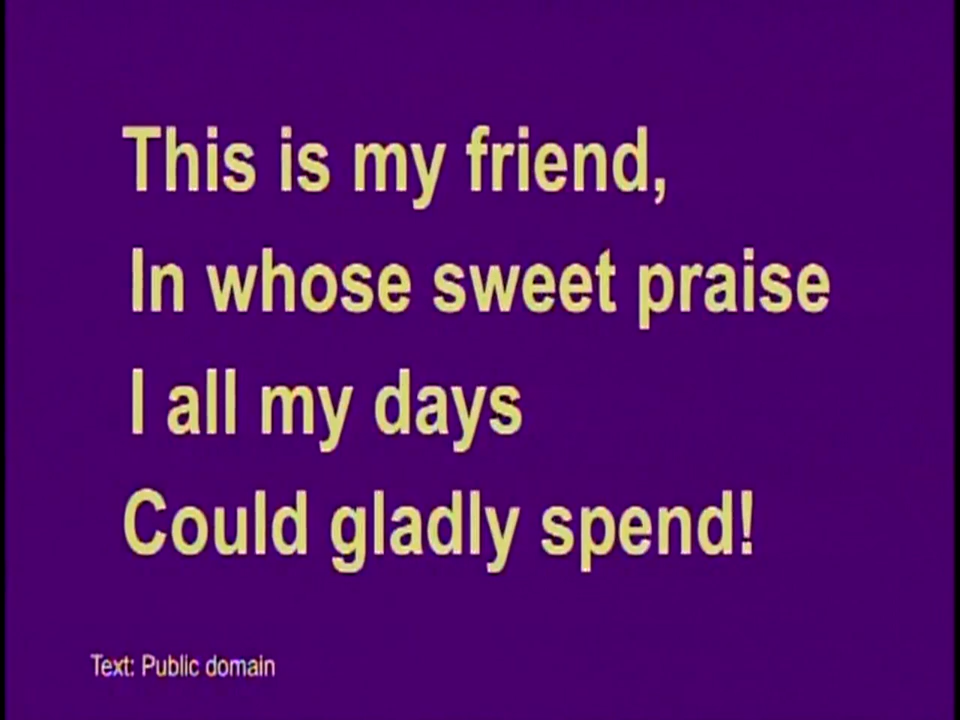 This is my friend,
In whose sweet praise
I all my days
Could gladly spend!
Text: Public domain